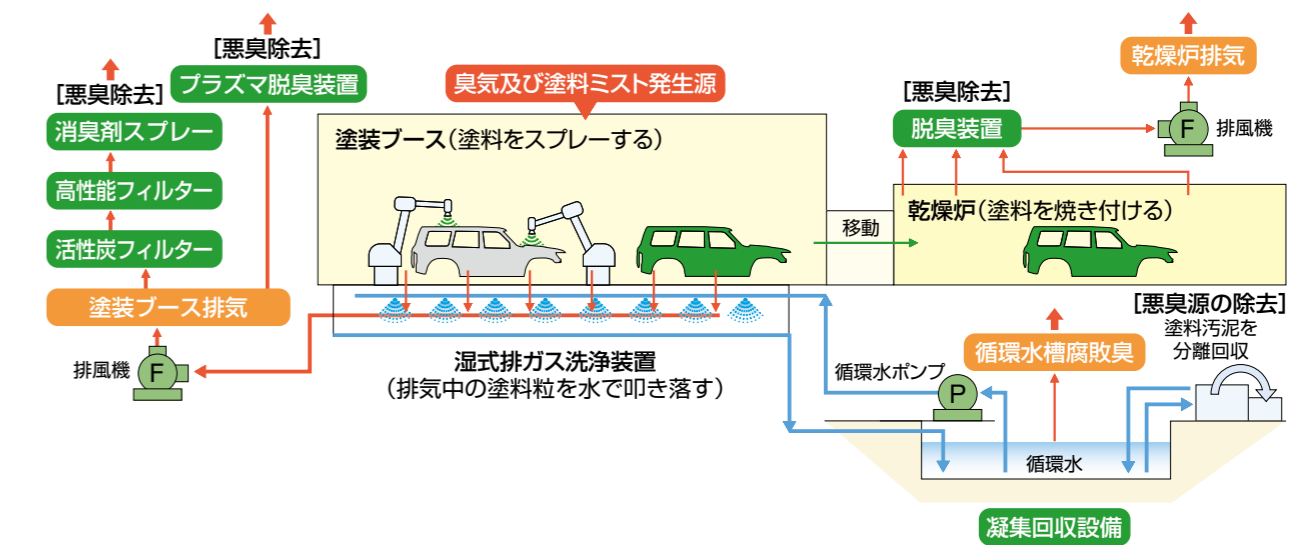 [悪臭除去]
プラズマ脱臭装置
[悪臭除去]
消臭剤スプレー
高性能フィルター
活性炭フィルター
塗装ブース排気
排風機
F
臭気及び塗料ミスト発生源
塗装ブース(塗料をスプレーする)
移動
湿式排ガス洗浄装置
(排気中の塗料粒を水で叩き落す)
[悪臭除去]
脱臭装置
乾燥炉排気
F
排風機
乾燥炉(塗料を焼き付ける)
[悪臭源の除去]
塗料汚泥を
分離回収
循環水槽腐敗臭
循環水ポンプ
P
循環水
凝集回収設備